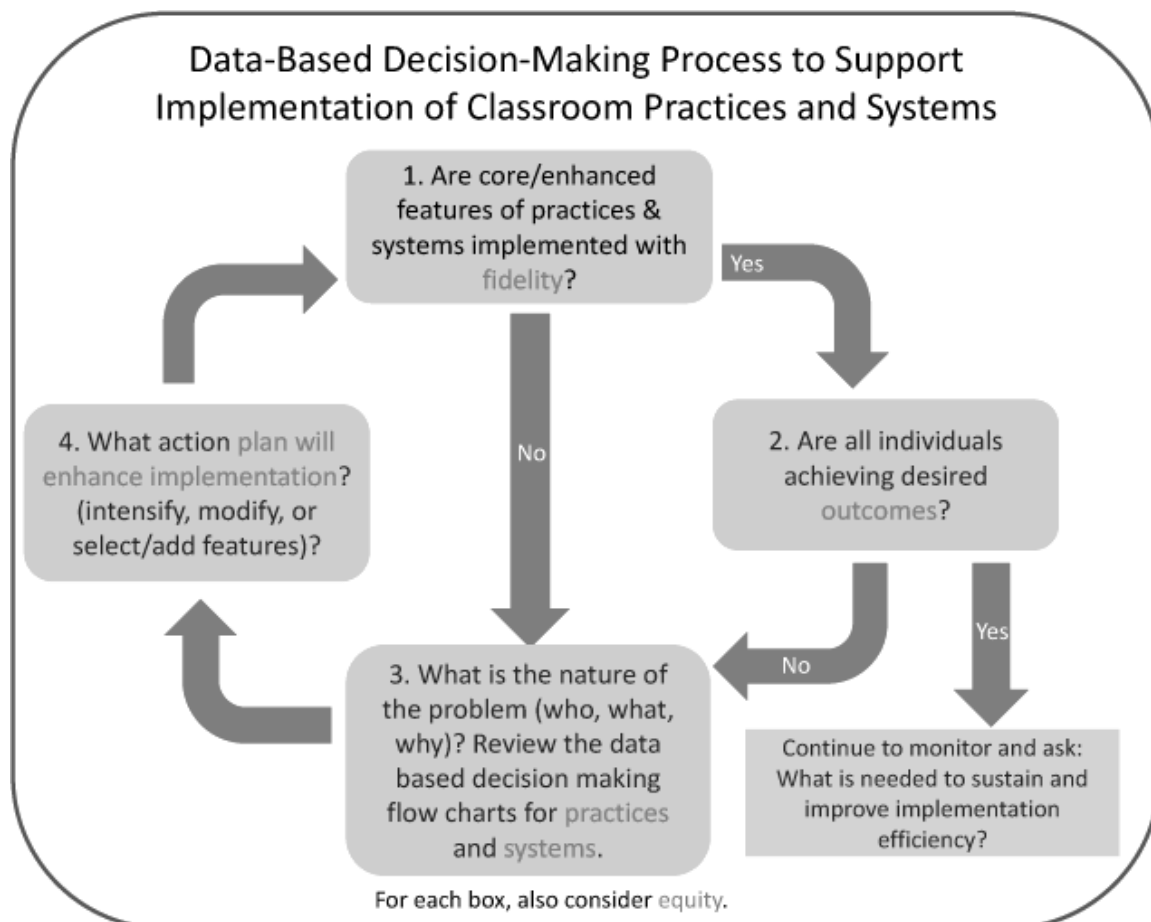 Data-Based Decision-Making Process to Support
Implementation of Classroom Practices and Systems
1. Are core/enhanced
features of practices &
systems implemented with
fidelity?
Yes
No
2. Are all individuals
achieving desired
outcomes?
No
Yes
Continue to monitor and ask:
What is needed to sustain and
improve implementation
efficiency?
3. What is the nature of
the problem (who, what,
why)? Review the data
based decision making
flow charts for practices
and systems.
4. What action plan will
enhance implementation?
(intensify, modify, or
select/add features)?
For each box, also consider equity.